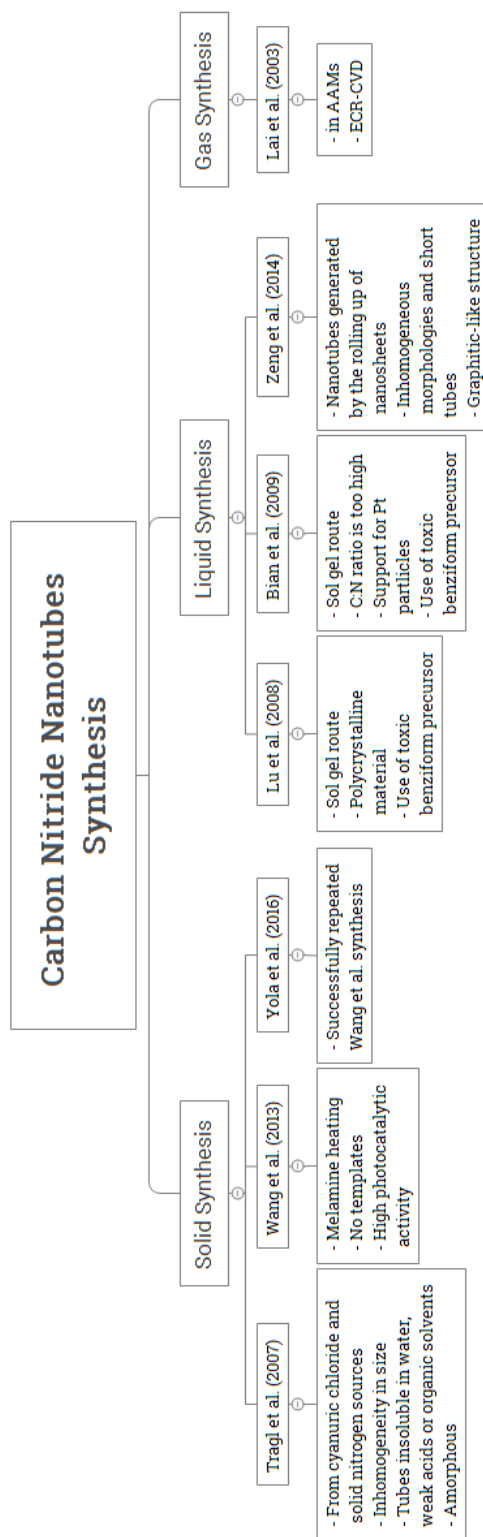 Carbon Nitride Nanotubes
Synthesis
Solid Synthesis
Tragl et al. (2007)
- From cyanuric chloride and
solid nitrogen sources
- Inhomogeneity in size
- Tubes insoluble in water,
weak acids or organic solvents
- Amorphous
Wang et al. (2013)
- Melamine heating
- No templates
- High photocatalytic
activity
Yola et al. (2016)
- Successfully repeated
Wang et al. synthesis
Liquid Synthesis
Lu et al. (2008)
- Sol gel route
- Polycrystalline
material
- Use of toxic
benziform precursor
Bian et al. (2009)
- Sol gel route
- C:N ratio is too high
- Support for Pt
partlicles
- Use of toxic
benziform precursor
Zeng et al. (2014)
- Nanotubes generated
by the rolling up of
nanosheets
- Inhomogeneous
morphologies and short
tubes
- Graphitic-like structure
Gas Synthesis
Lai et al. (2003)
- in AAMs
- ECR-CVD